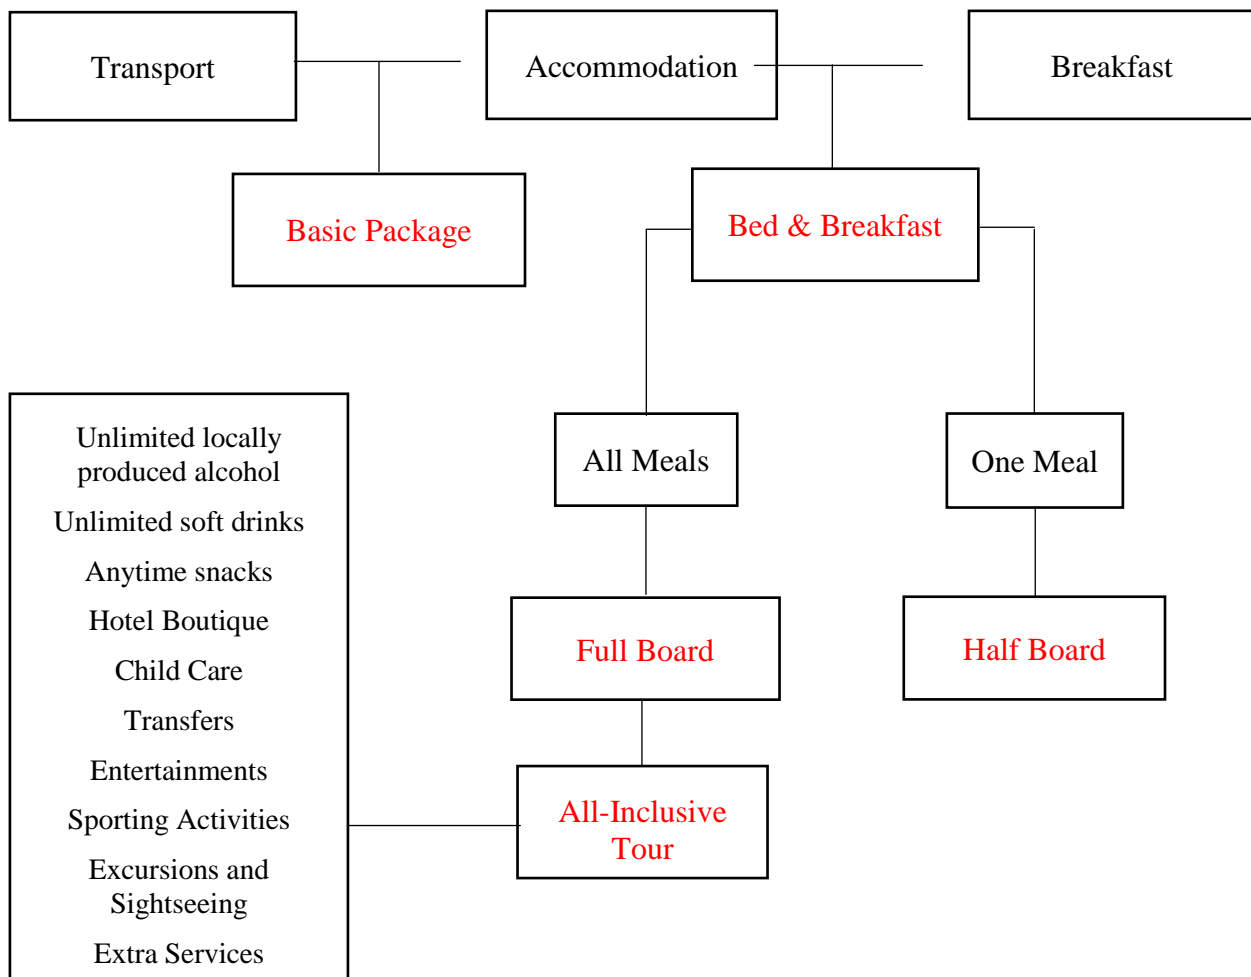 Transport
Accommodation
Breakfast
Basic Package
Bed & Breakfast
All Meals
One Meal
Full Board
Half Board
All-Inclusive
Tour
Unlimited locally
produced alcohol
Unlimited soft drinks
Anytime snacks
Hotel Boutique
Child Care
Transfers
Entertainments
Sporting Activities
Excursions and
Sightseeing
Extra Services